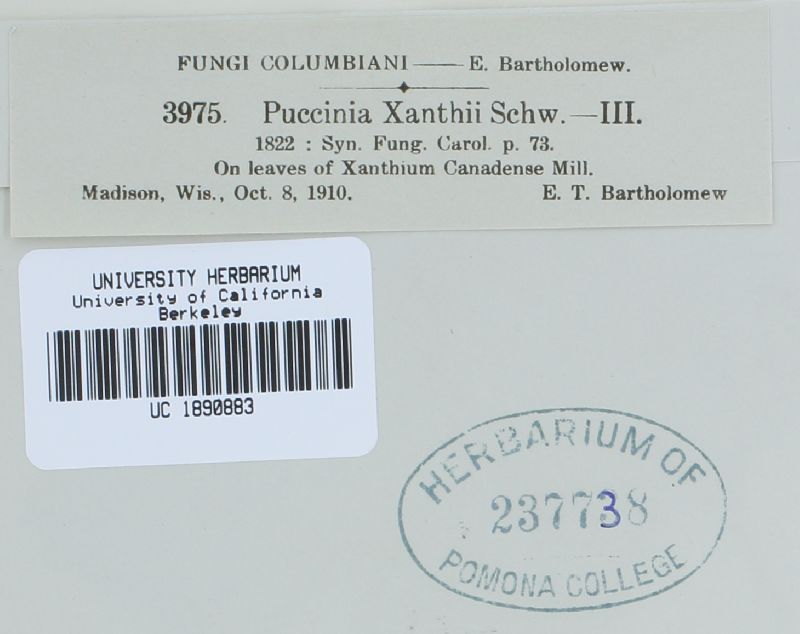 FUNGI COLUMBIANI — E. Bartholomew.
3975. Puccinia Xanthii Schw.—III.
1822 : Syn. Fung. Carol. p. 73.
On leaves of Xanthium Canadense Mill.
Madison, Wis., Oct. 8, 1910. E. T. Bartholomew
UNIVERSITY HERBARIUM
University of California
Berkeley
UC 1890883
HERBARIUM OF
237738
POMONA COLLEGE